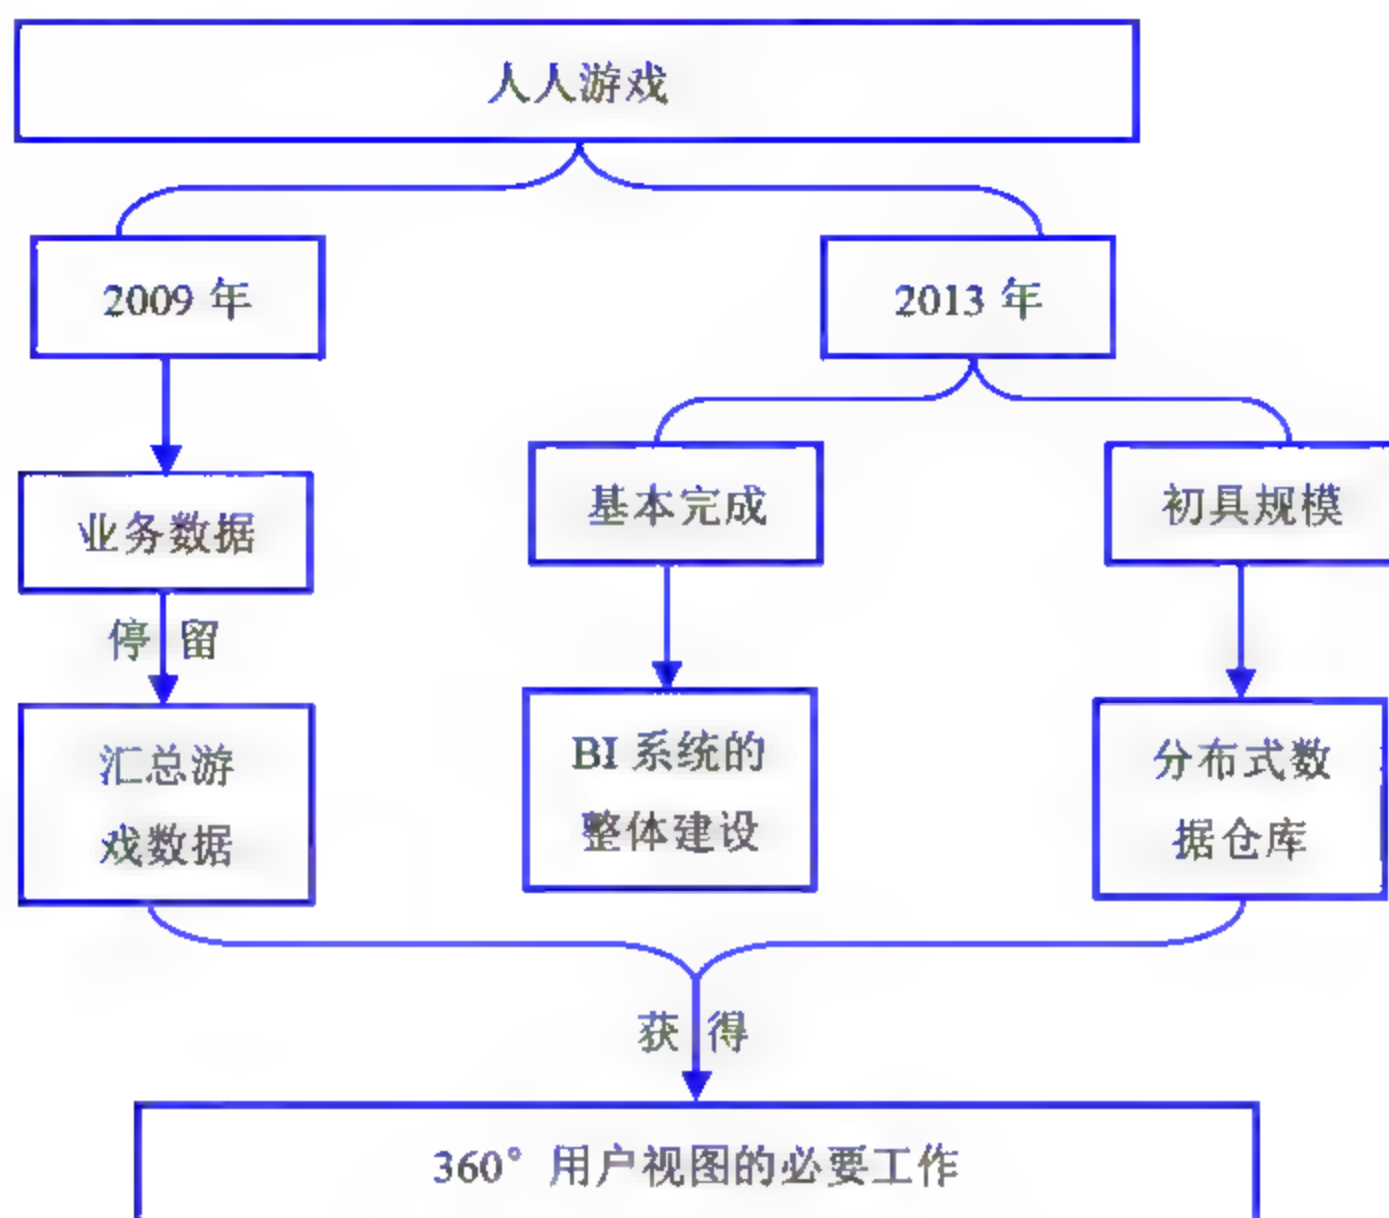 人人游戏
2009 年
2013 年
业务数据
基本完成
初具规模
停 留
汇总游
戏数据
BI 系统的
整体建设
分布式数
据仓库
获 得
360° 用户视图的必要工作